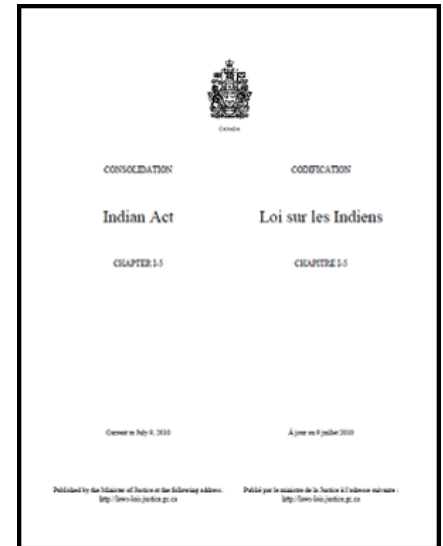 CANADA
CONSOLIDATION
Indian Act
CHAPTER I-5
CODIFICATION
Loi sur les Indiens
CHAPITRE I-5
Current to July 9, 2010
À jour au 9 juillet 2010
Published by the Minister of Justice at the following address:
http://laws-lois.justice.gc.ca
Publié par le ministre de la Justice à l'adresse suivante :
http://laws-lois.justice.gc.ca